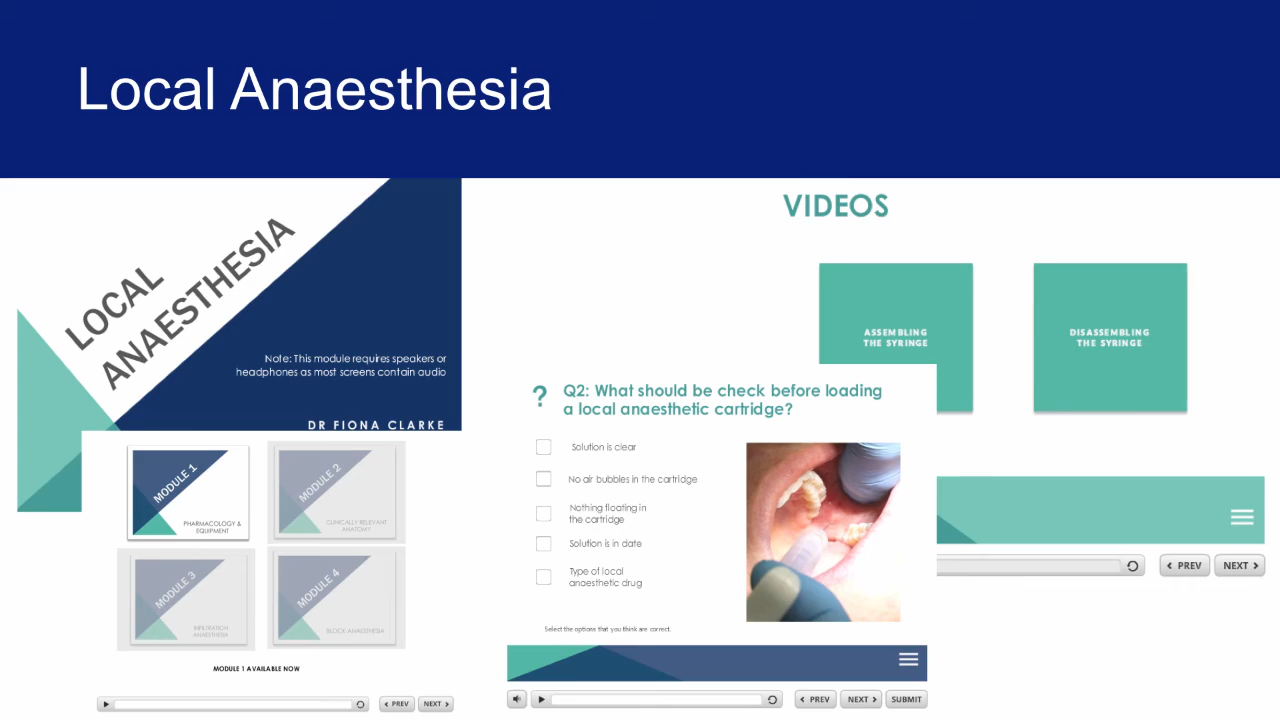 Local Anaesthesia
LOCAL
ANAESTHESIA
Note: This module requires speakers or
headphones as most screens contain audio
DR FIONA CLARKE
MODULE 1
PHARMACOLOGY &
EQUIPMENT
MODULE 2
CLINICALLY RELEVANT
ANATOMY
MODULE 3
INFILTRATION
ANAESTHESIA
MODULE 4
BLOCK ANAESTHESIA
MODULE 1 AVAILABLE NOW
PREV
NEXT
VIDEOS
ASSEMBLING
THE SYRINGE
DISASSEMBLING
THE SYRINGE
PREV
NEXT
? Q2: What should be check before loading
a local anaesthetic cartridge?
Solution is clear
No air bubbles in the cartridge
Nothing floating in
the cartridge
Solution is in date
Type of local
anaesthetic drug
Select the options that you think are correct.
PREV
NEXT
SUBMIT